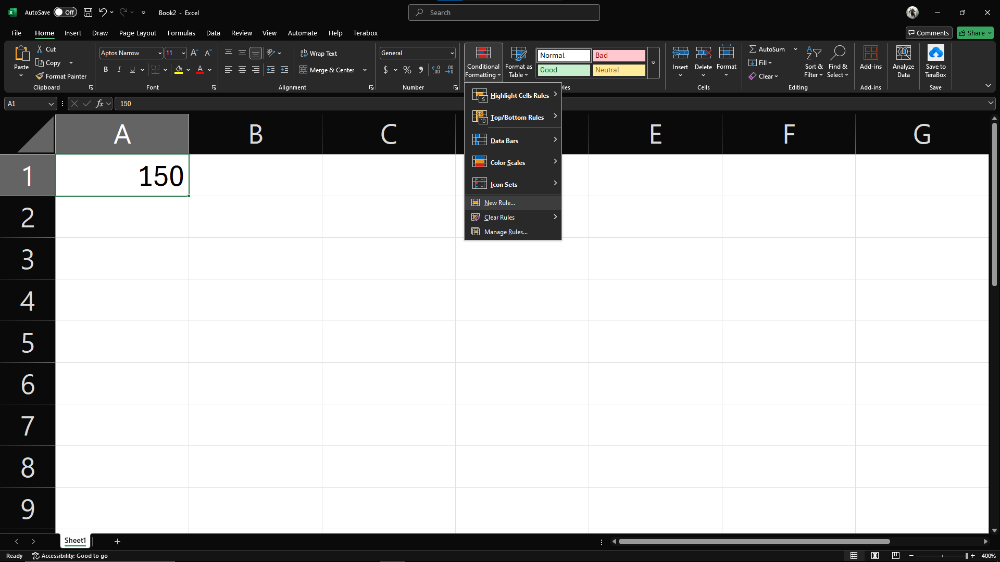 AutoSave Off Book2 - Excel Search
File Home Insert Draw Page Layout Formulas Data Review View Automate Help Terabox Comments Share
Paste
Cut
Copy
Format Painter
Clipboard
Aptos Narrow 11
B I U
Font
Wrap Text
Merge & Center
Alignment
General
$ % 9
Number
Conditional Formatting
Format as Table
Normal Bad
Good Neutral
les
Insert Delete Format
Cells
AutoSum
Fill
Clear
Sort & Filter
Find & Select
Editing
Add-ins
Add-ins
Analyze Data
Save to TeraBox
Save
A1 fx 150
Highlight Cells Rules
Top/Bottom Rules
Data Bars
Color Scales
Icon Sets
New Rule...
Clear Rules
Manage Rules...
A B C E F G
1 150
2
3
4
5
6
7
8
9
Sheet1
Ready Accessibility: Good to go 400%